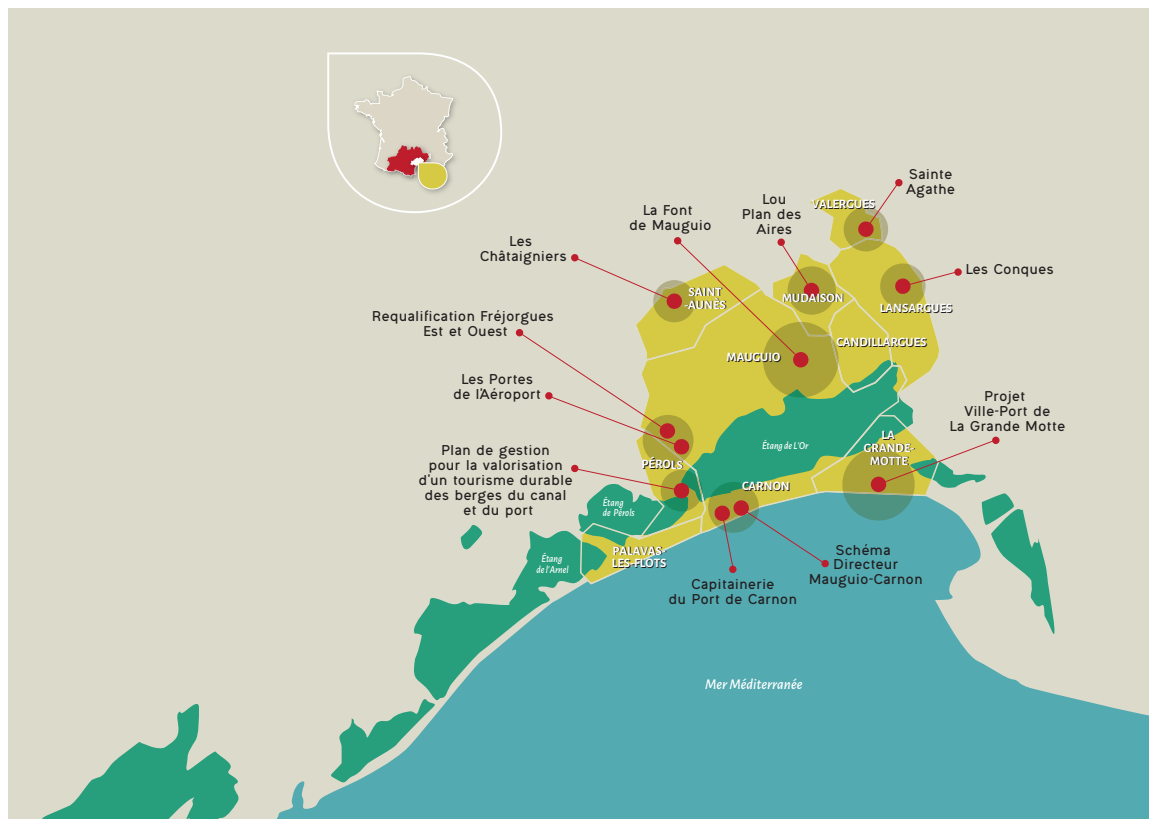 Sainte
Agathe
VALERGUES
Lou
Plan des
Aires
La Font
de Mauguio
Les
Châtaigniers
Les Conques
SAINT
-AUNÈS
MUDAISON
LANSARGUES
Requalification Fréjorgues
Est et Ouest
CANDILLARGUES
MAUGUIO
Les Portes
de l'Aéroport
Projet
Ville-Port de
La Grande Motte
Étang de L'Or
LA
GRANDE-
MOTTE
Plan de gestion
pour la valorisation
d'un tourisme durable
des berges du canal
et du port
PÉROLS
CARNON
Étang
de Pérols
Étang
de l'Arnel
PALAVAS-
LES-FLOTS
Schéma
Directeur
Mauguio-Carnon
Capitainerie
du Port de Carnon
Mer Méditerranée